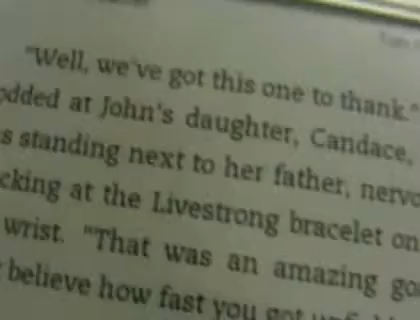 "Well, we've got this one to thank."
odded at John's daughter, Candace,
s standing next to her father, nervo
cking at the Livestrong bracelet on
wrist. "That was an amazing go
believe how fast you got